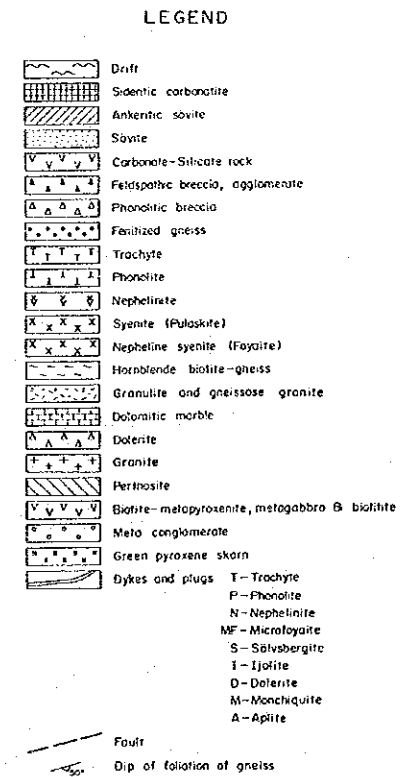 LEGEND
Drift
Sideritic carbonatite
Ankeritic sövite
Sövite
Carbonate-Silicate rock
Feldspathic breccia, agglomerate
Phonolitic breccia
Fenitized gneiss
Trachyte
Phonolite
Nephelinite
Syenite (Pulaskite)
Nepheline syenite (Foyaite)
Hornblende biotite-gneiss
Granulite and gneissose granite
Dolomitic marble
Dolerite
Granite
Perthosite
Biotite-metapyroxenite, metagabbro & biotitite
Meta conglomerate
Green pyroxene skarn
Dykes and plugs T-Trachyte
P-Phonolite
N-Nephelinite
MF-Microfoyaite
S-Sölvsbergite
I-Ijolite
D-Dolerite
M-Monchiquite
A-Aplite
Fault
50° Dip of foliation of gneiss